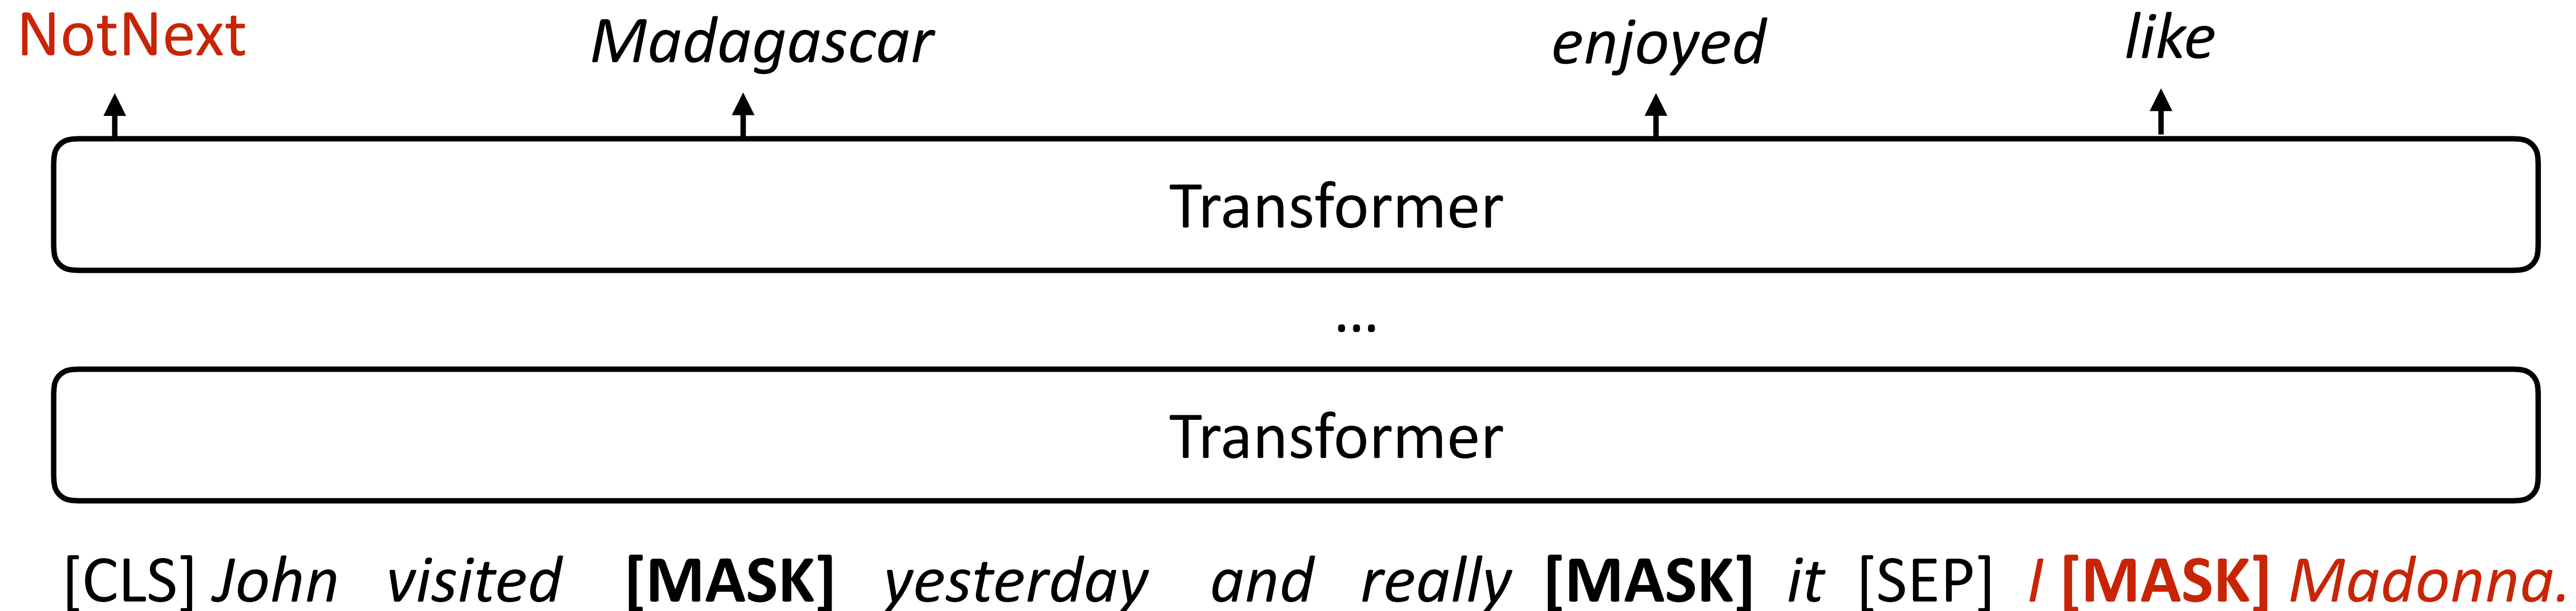 NotNext Madagascar enjoyed like
Transformer
...
Transformer
[CLS] John visited [MASK] yesterday and really [MASK] it [SEP] I [MASK] Madonna.